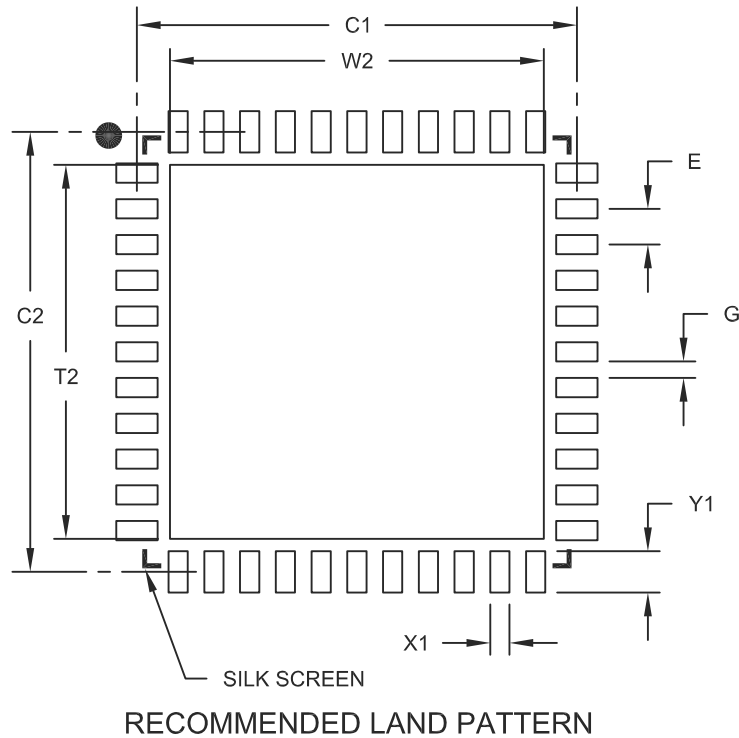 C1
W2
E
C2
G
T2
Y1
X1
SILK SCREEN
RECOMMENDED LAND PATTERN